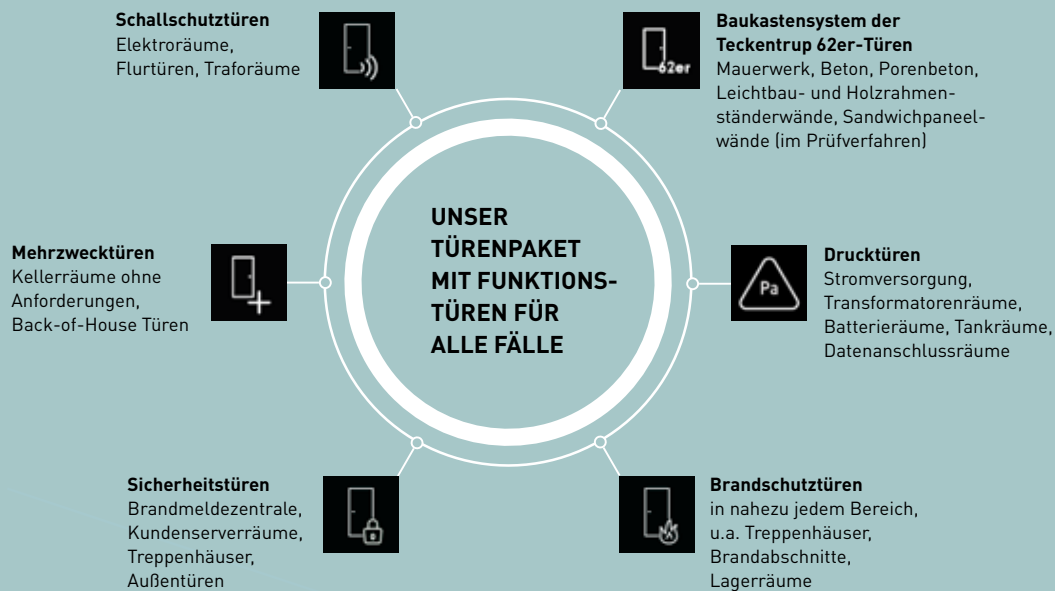 Schallschutztüren
Elektroräume,
Flurtüren, Traforäume
Baukastensystem der
Teckentrup 62er-Türen
Mauerwerk, Beton, Porenbeton,
Leichtbau- und Holzrahmen-
ständerwände, Sandwichpaneel-
wände (im Prüfverfahren)
62er
UNSER
TÜRENPAKET
MIT FUNKTIONS-
TÜREN FÜR
ALLE FÄLLE
Mehrzwecktüren
Kellerräume ohne
Anforderungen,
Back-of-House Türen
Pa
Drucktüren
Stromversorgung,
Transformatorenräume,
Batterieräume, Tankräume,
Datenanschlussräume
Sicherheitstüren
Brandmeldezentrale,
Kundenserverräume,
Treppenhäuser,
Außentüren
Brandschutztüren
in nahezu jedem Bereich,
u.a. Treppenhäuser,
Brandabschnitte,
Lagerräume